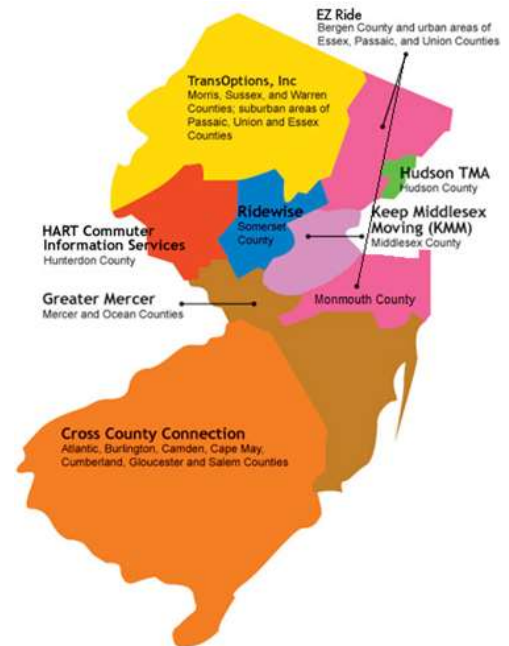 EZ Ride
Bergen County and urban areas of
Essex, Passaic, and Union Counties
TransOptions, Inc
Morris, Sussex, and Warren
Counties; suburban areas of
Passaic, Union and Essex
Counties
Hudson TMA
Hudson County
Ridewise
Somerset
County
Keep Middlesex
Moving (KMM)
Middlesex County
HART Commuter
Information Services
Hunterdon County
Greater Mercer
Mercer and Ocean Counties
Monmouth County
Cross County Connection
Atlantic, Burlington, Camden, Cape May,
Cumberland, Gloucester and Salem Counties